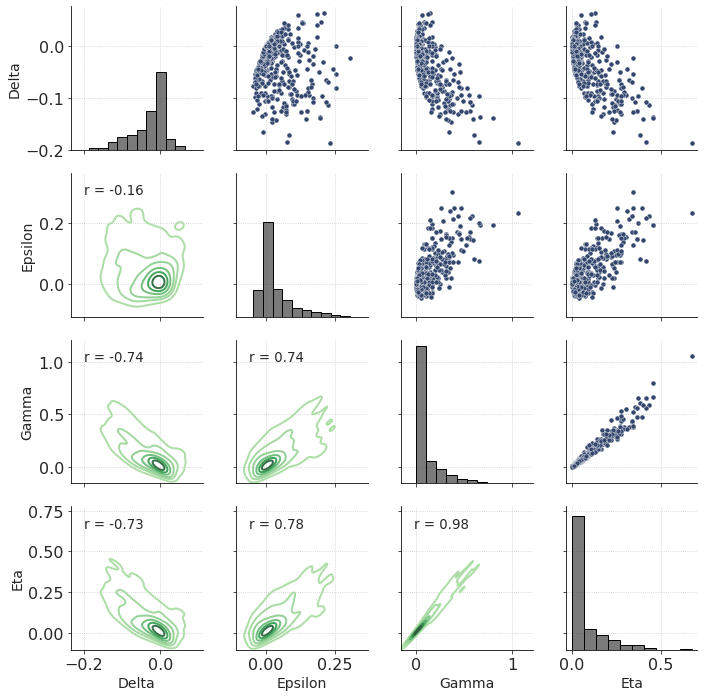 Delta
0.0
−0.1
−0.2
r = -0.16
Epsilon
0.2
0.0
r = -0.74
r = 0.74
Gamma
1.0
0.5
0.0
r = -0.73
r = 0.78
r = 0.98
Eta
0.75
0.50
0.25
0.00
−0.2
0.0
0.00
0.25
0
1
0.0
0.5
Delta
Epsilon
Gamma
Eta